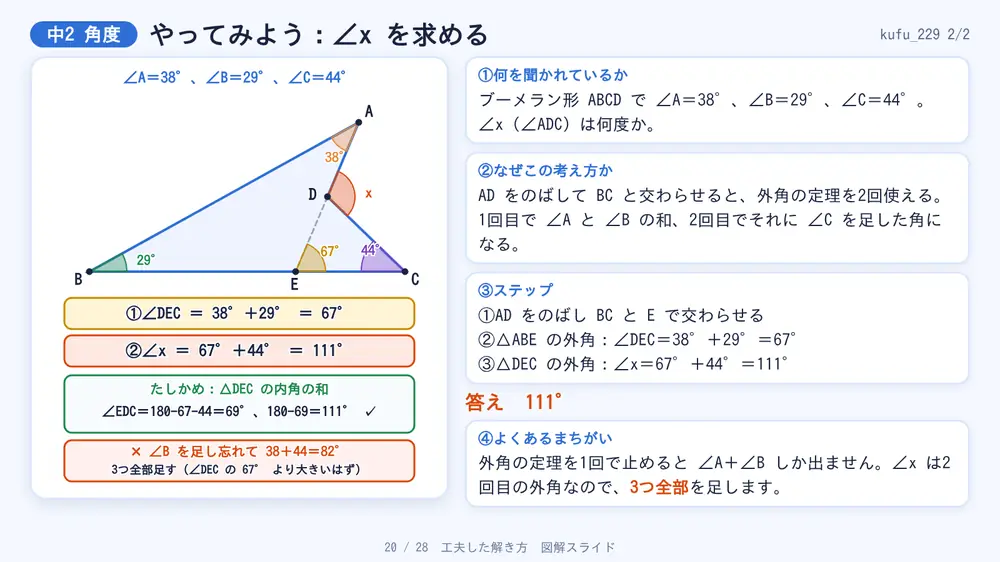 中2 角度
やってみよう：∠x を求める
kufu_229 2/2
∠A＝38°、∠B＝29°、∠C＝44°
A
38°
D
x
29°
67°
44°
B
E
C
①∠DEC ＝ 38°＋29° ＝ 67°
②∠x ＝ 67°＋44° ＝ 111°
たしかめ：△DEC の内角の和
∠EDC＝180-67-44＝69°、180-69＝111° ✓
× ∠B を足し忘れて 38＋44＝82°
3つ全部足す（∠DEC の 67° より大きいはず）
①何を聞かれているか
ブーメラン形 ABCD で ∠A＝38°、∠B＝29°、∠C＝44°。
∠x（∠ADC）は何度か。
②なぜこの考え方か
AD をのばして BC と交わらせると、外角の定理を2回使える。
1回目で ∠A と ∠B の和、2回目でそれに ∠C を足した角に
なる。
③ステップ
①AD をのばし BC と E で交わらせる
②△ABE の外角：∠DEC＝38°＋29°＝67°
③△DEC の外角：∠x＝67°＋44°＝111°
答え 111°
④よくあるまちがい
外角の定理を1回で止めると ∠A＋∠B しか出ません。∠x は2
回目の外角なので、3つ全部を足します。
20 / 28 工夫した解き方 図解スライド